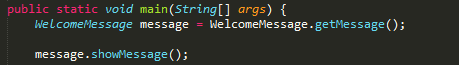 public static void main(String[] args) {
WelcomeMessage message = WelcomeMessage.getMessage();
message.showMessage();